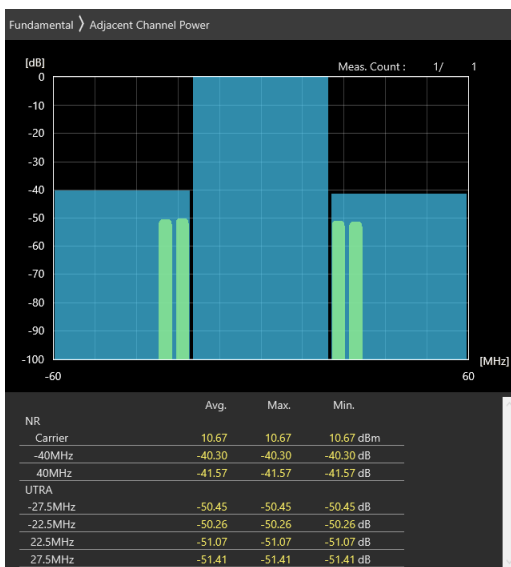 Fundamental 〉 Adjacent Channel Power
[dB]
Meas. Count : 1/ 1
0
-10
-20
-30
-40
-50
-60
-70
-80
-90
-100
[MHz]
-60 60
Avg. Max. Min.
NR
Carrier 10.67 10.67 10.67 dBm
-40MHz -40.30 -40.30 -40.30 dB
40MHz -41.57 -41.57 -41.57 dB
UTRA
-27.5MHz -50.45 -50.45 -50.45 dB
-22.5MHz -50.26 -50.26 -50.26 dB
22.5MHz -51.07 -51.07 -51.07 dB
27.5MHz -51.41 -51.41 -51.41 dB